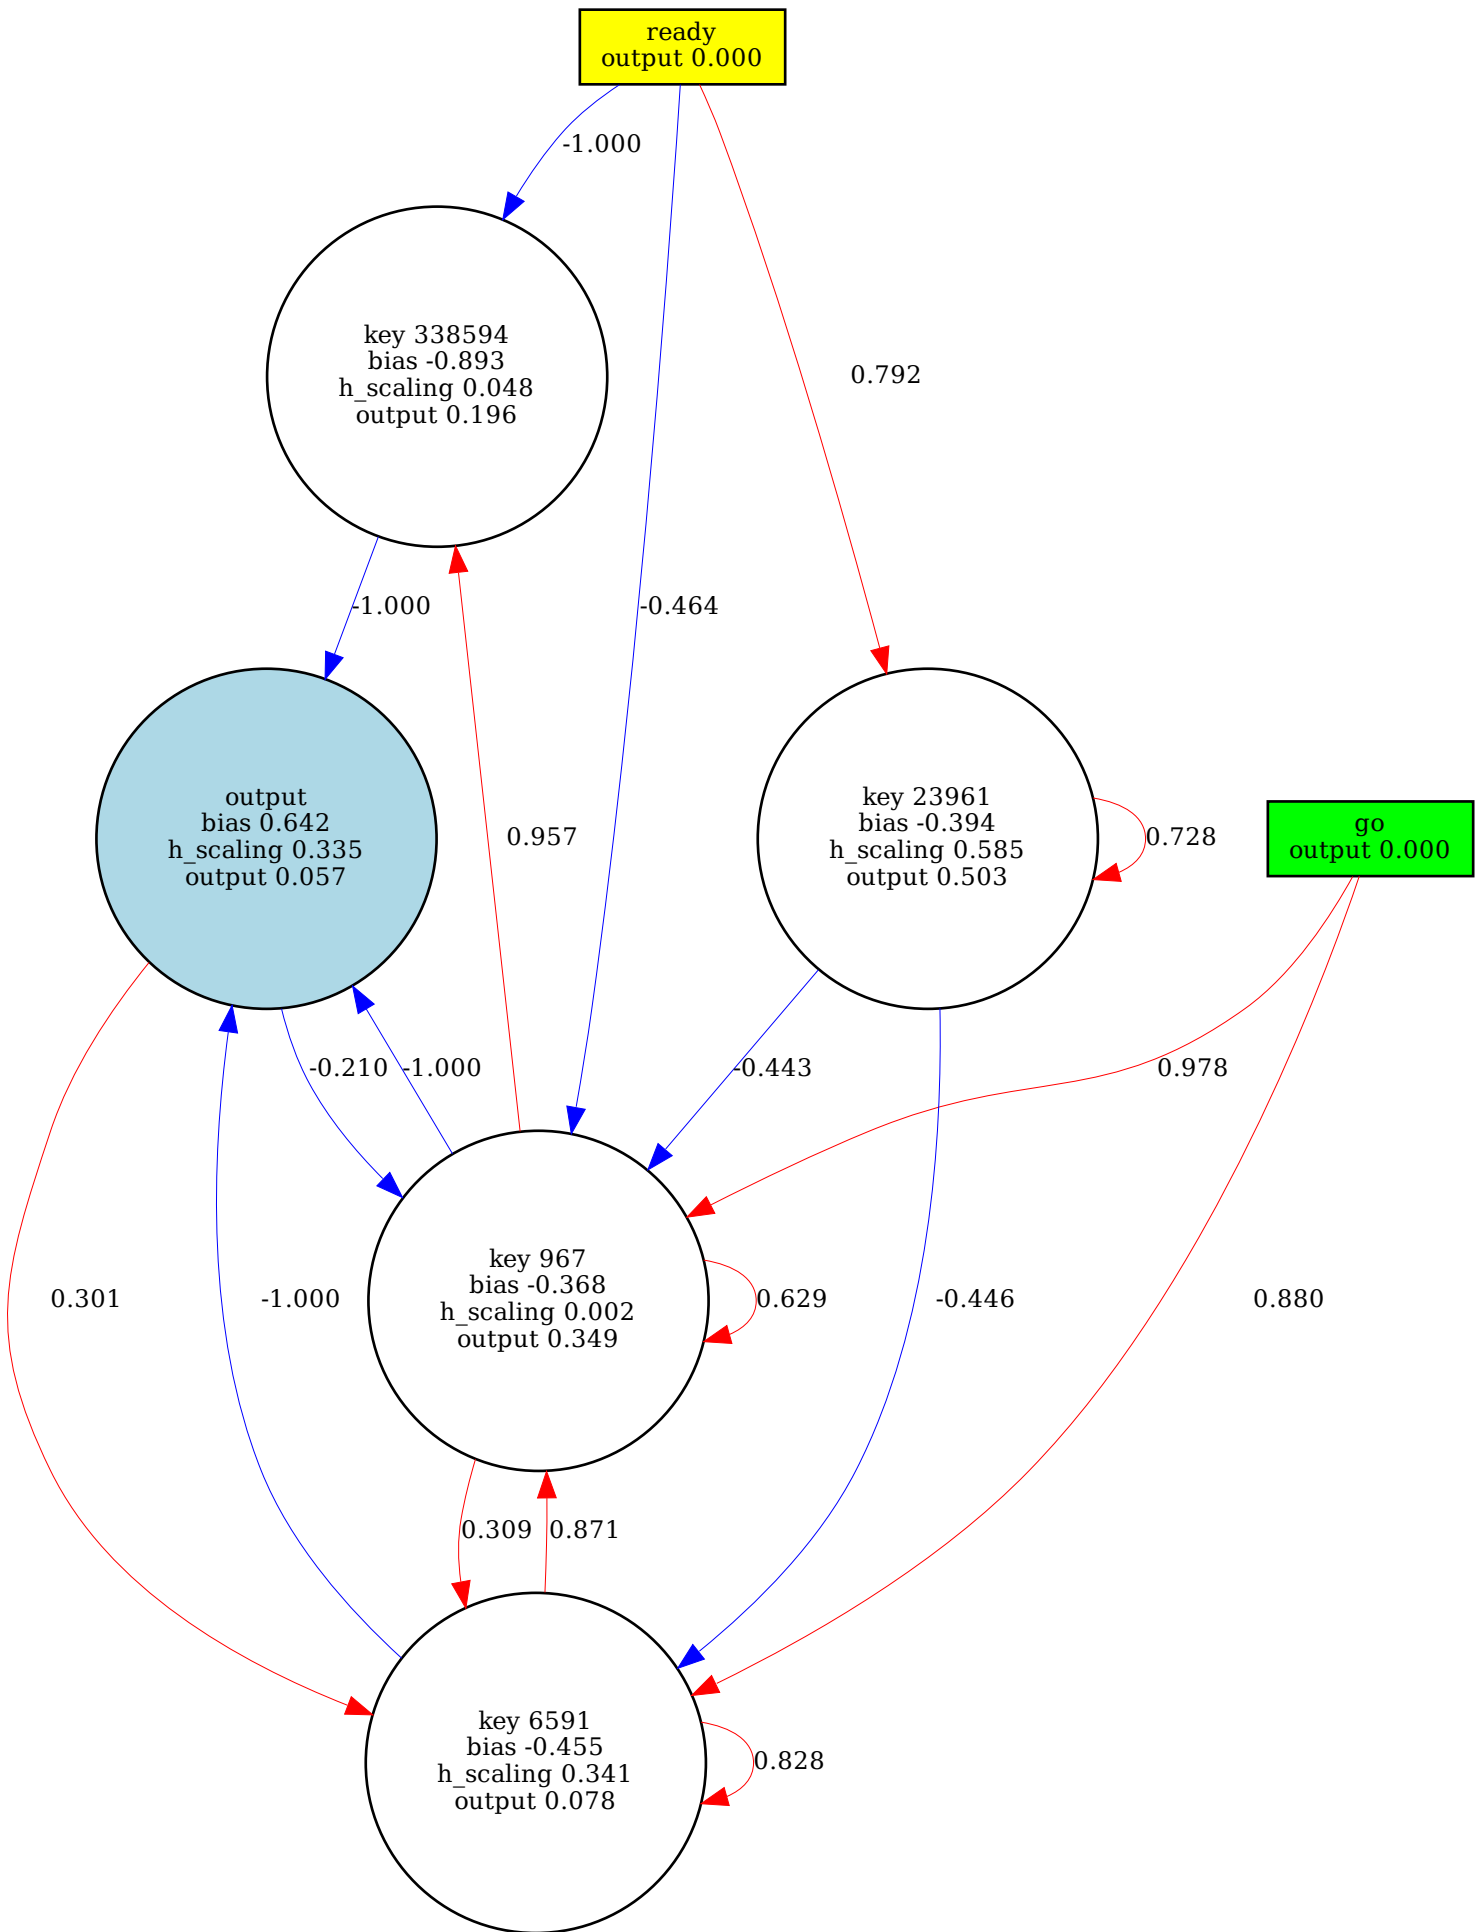 ready
output 0.000
-1.000
key 338594
bias -0.893
h_scaling 0.048
output 0.196
0.792
-1.000
-0.464
output
bias 0.642
h_scaling 0.335
output 0.057
0.957
key 23961
bias -0.394
h_scaling 0.585
output 0.503
0.728
go
output 0.000
-0.210
-1.000
-0.443
0.978
0.301
-1.000
key 967
bias -0.368
h_scaling 0.002
output 0.349
0.629
-0.446
0.880
0.309
0.871
key 6591
bias -0.455
h_scaling 0.341
output 0.078
0.828